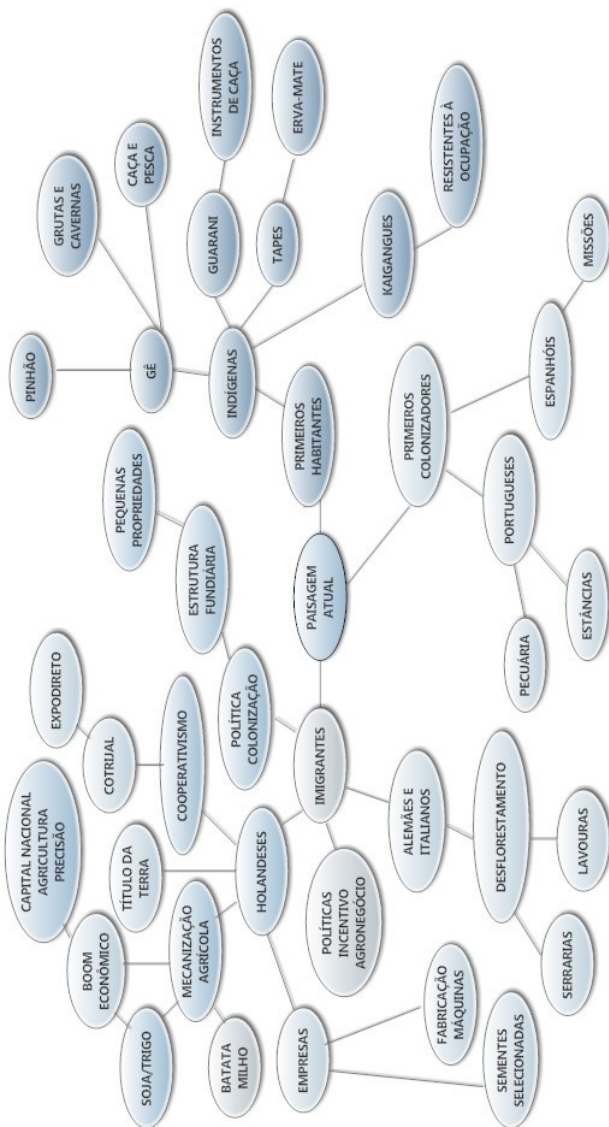 CAPITAL NACIONAL
AGRICULTURA
PRECISÃO
EXPODIRETO
PINHÃO
GRUTAS E
CAVERNAS
BOOM
ECONÔMICO
COTRIJAL
PEQUENAS
PROPRIEDADES
CAÇA E
PESCA
SOJA/TRIGO
TÍTULO DA
TERRA
GÊ
MECANIZAÇÃO
AGRÍCOLA
COOPERATIVISMO
ESTRUTURA
FUNDIÁRIA
INSTRUMENTOS
DE CAÇA
BATATA
MILHO
POLÍTICA
COLONIZAÇÃO
INDÍGENAS
GUARANI
HOLANDESES
TAPES
ERVA-MATE
EMPRESAS
IMIGRANTES
PAISAGEM
ATUAL
PRIMEIROS
HABITANTES
POLÍTICAS
INCENTIVO
AGRONEGÓCIO
KAIGANGUES
FABRICAÇÃO
MÁQUINAS
ALEMÃES E
ITALIANOS
PRIMEIROS
COLONIZADORES
RESISTENTES À
OCUPAÇÃO
SEMENTES
SELECIONADAS
DESFLORESTAMENTO
PECUÁRIA
PORTUGUESES
ESPANHÓIS
SERRARIAS
LAVOURAS
ESTÂNCIAS
MISSÕES